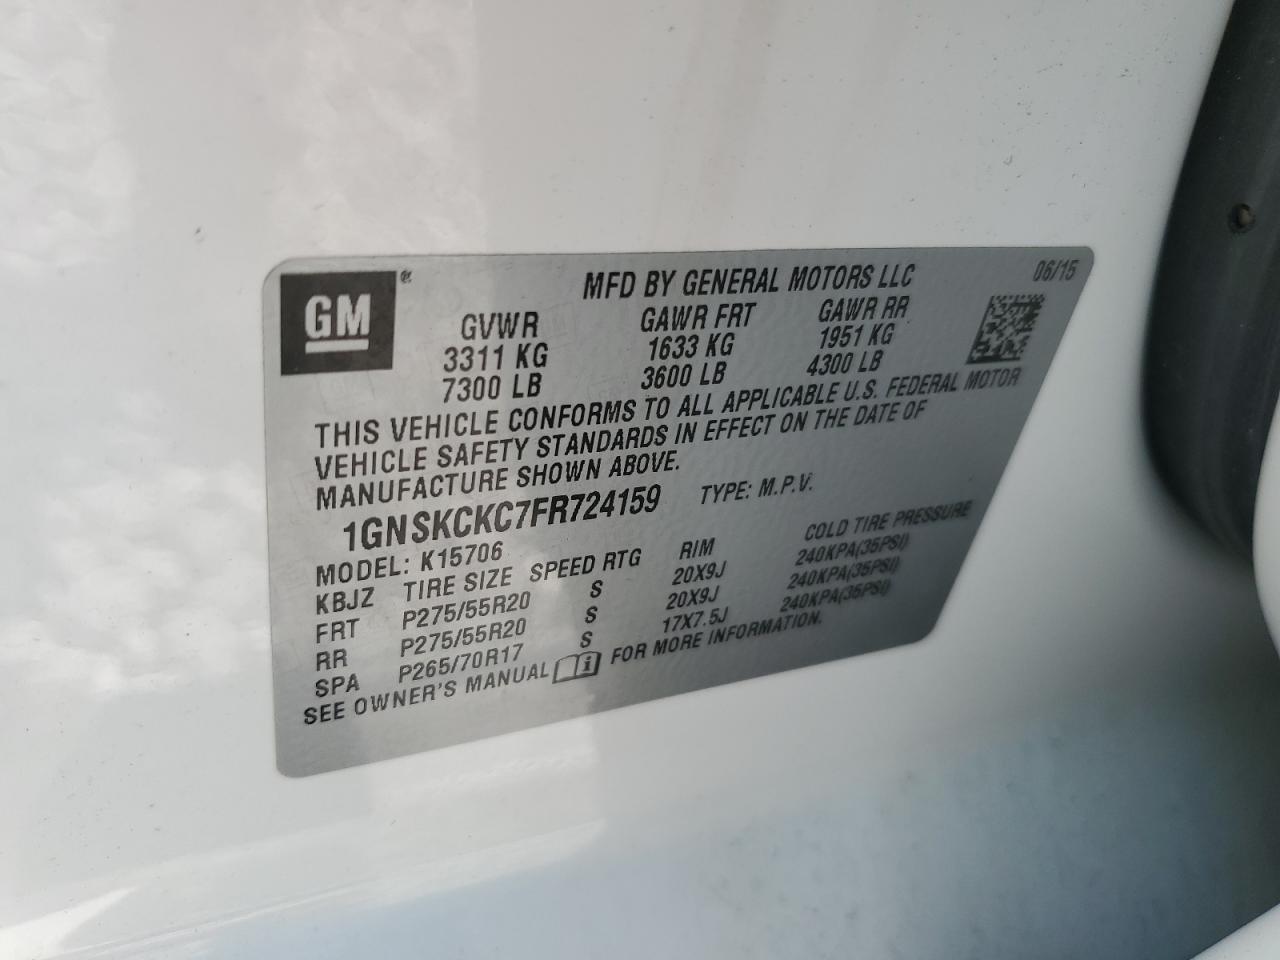 GM ®
MFD BY GENERAL MOTORS LLC 06/15
GVWR GAWR FRT GAWR RR
3311 KG 1633 KG 1951 KG
7300 LB 3600 LB 4300 LB
THIS VEHICLE CONFORMS TO ALL APPLICABLE U.S. FEDERAL MOTOR
VEHICLE SAFETY STANDARDS IN EFFECT ON THE DATE OF
MANUFACTURE SHOWN ABOVE.
1GNSKCKC7FR724159 TYPE: M.P.V.
MODEL: K15706
KBJZ TIRE SIZE SPEED RTG RIM COLD TIRE PRESSURE
FRT P275/55R20 S 20X9J 240KPA(35PSI)
RR P275/55R20 S 20X9J 240KPA(35PSI)
SPA P265/70R17 S 17X7.5J 240KPA(35PSI)
SEE OWNER'S MANUAL i FOR MORE INFORMATION.